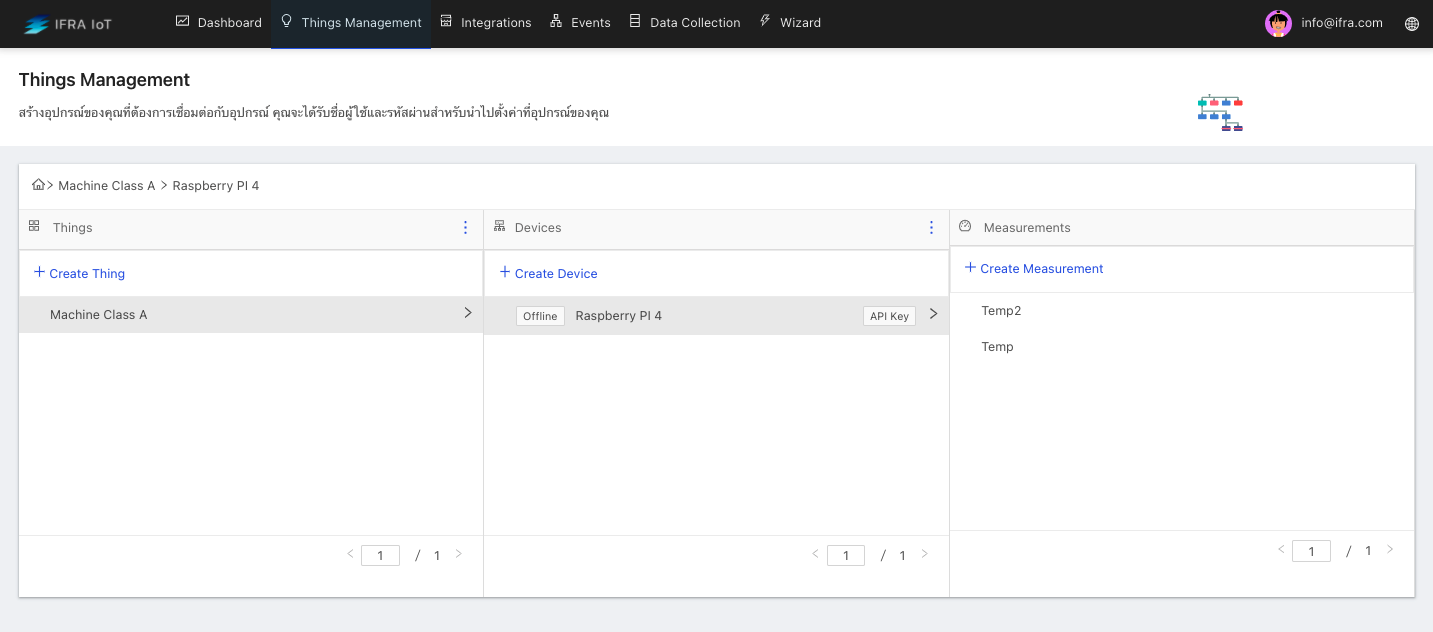 IFRA IoT
Dashboard
Things Management
Integrations
Events
Data Collection
Wizard
info@ifra.com
Things Management
สร้างอุปกรณ์ของคุณที่ต้องการเชื่อมต่อกับอุปกรณ์ คุณจะได้รับชื่อผู้ใช้และรหัสผ่านสำหรับนำไปตั้งค่าที่อุปกรณ์ของคุณ
> Machine Class A > Raspberry PI 4
Things
+ Create Thing
Machine Class A >
< 1 / 1 >
Devices
+ Create Device
Offline Raspberry PI 4 API Key >
< 1 / 1 >
Measurements
+ Create Measurement
Temp2
Temp
< 1 / 1 >